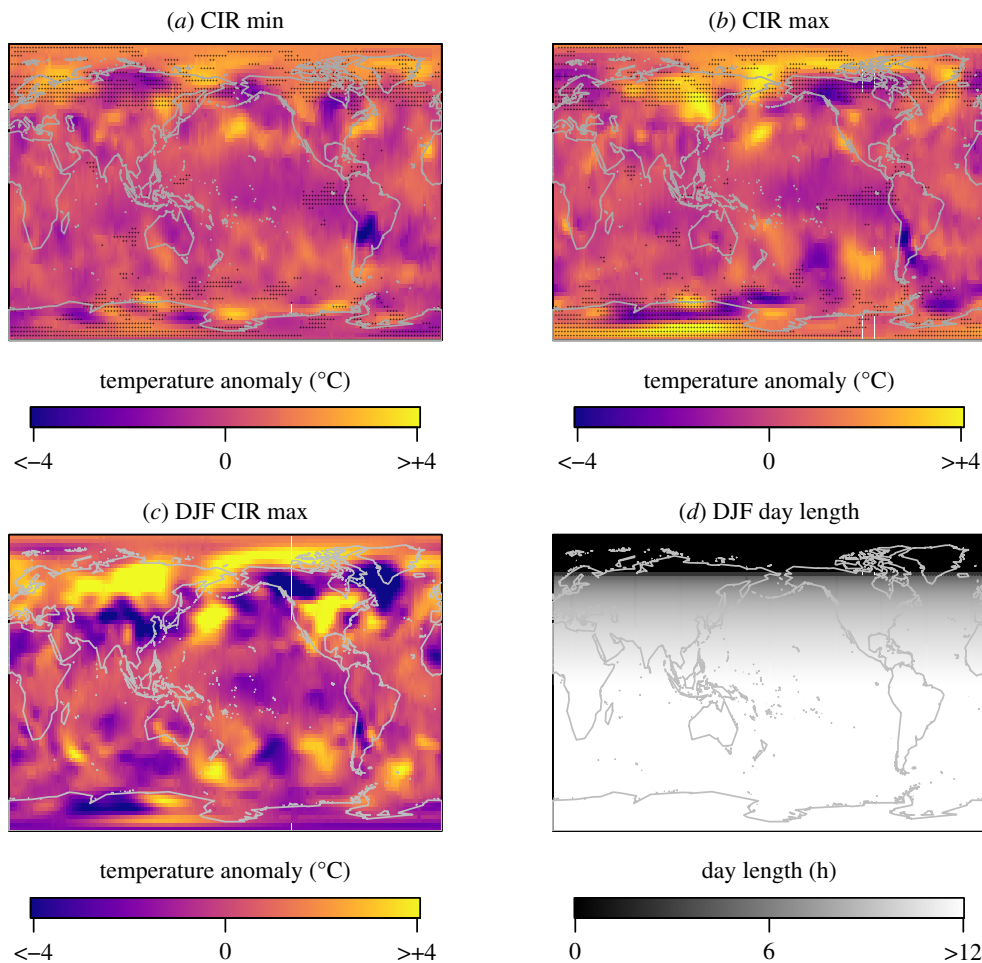 (a) CIR min
(b) CIR max
temperature anomaly (°C)
temperature anomaly (°C)
<–4 0 >+4
<–4 0 >+4
(c) DJF CIR max
(d) DJF day length
temperature anomaly (°C)
day length (h)
<–4 0 >+4
0 6 >12